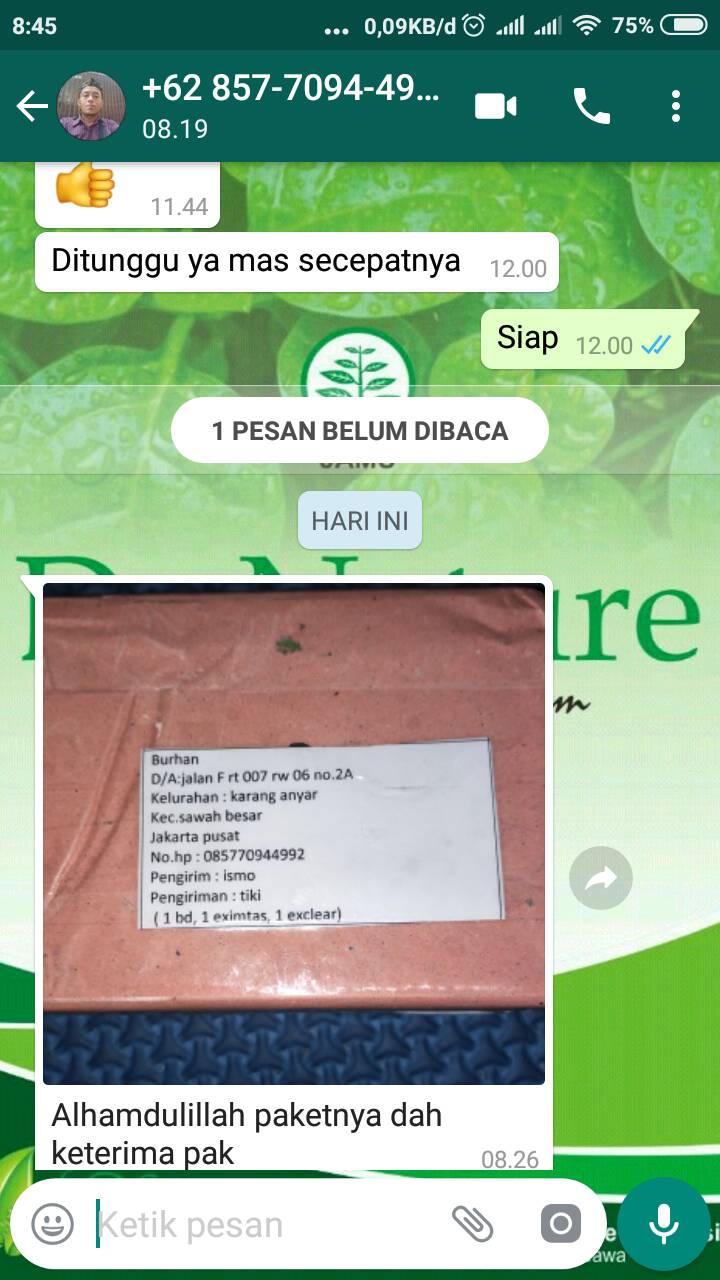 8:45
... 0,09KB/d 75%
+62 857-7094-49...
08.19
11.44
Ditunggu ya mas secepatnya 12.00
Siap 12.00
1 PESAN BELUM DIBACA
JAMU
HARI INI
Burhan
D/A:jalan F rt 007 rw 06 no.2A
Kelurahan : karang anyar
Kec.sawah besar
Jakarta pusat
No.hp : 085770944992
Pengirim : ismo
Pengiriman : tiki
( 1 bd, 1 eximtas, 1 exclear)
Alhamdulillah paketnya dah
keterima pak 08.26
Ketik pesan